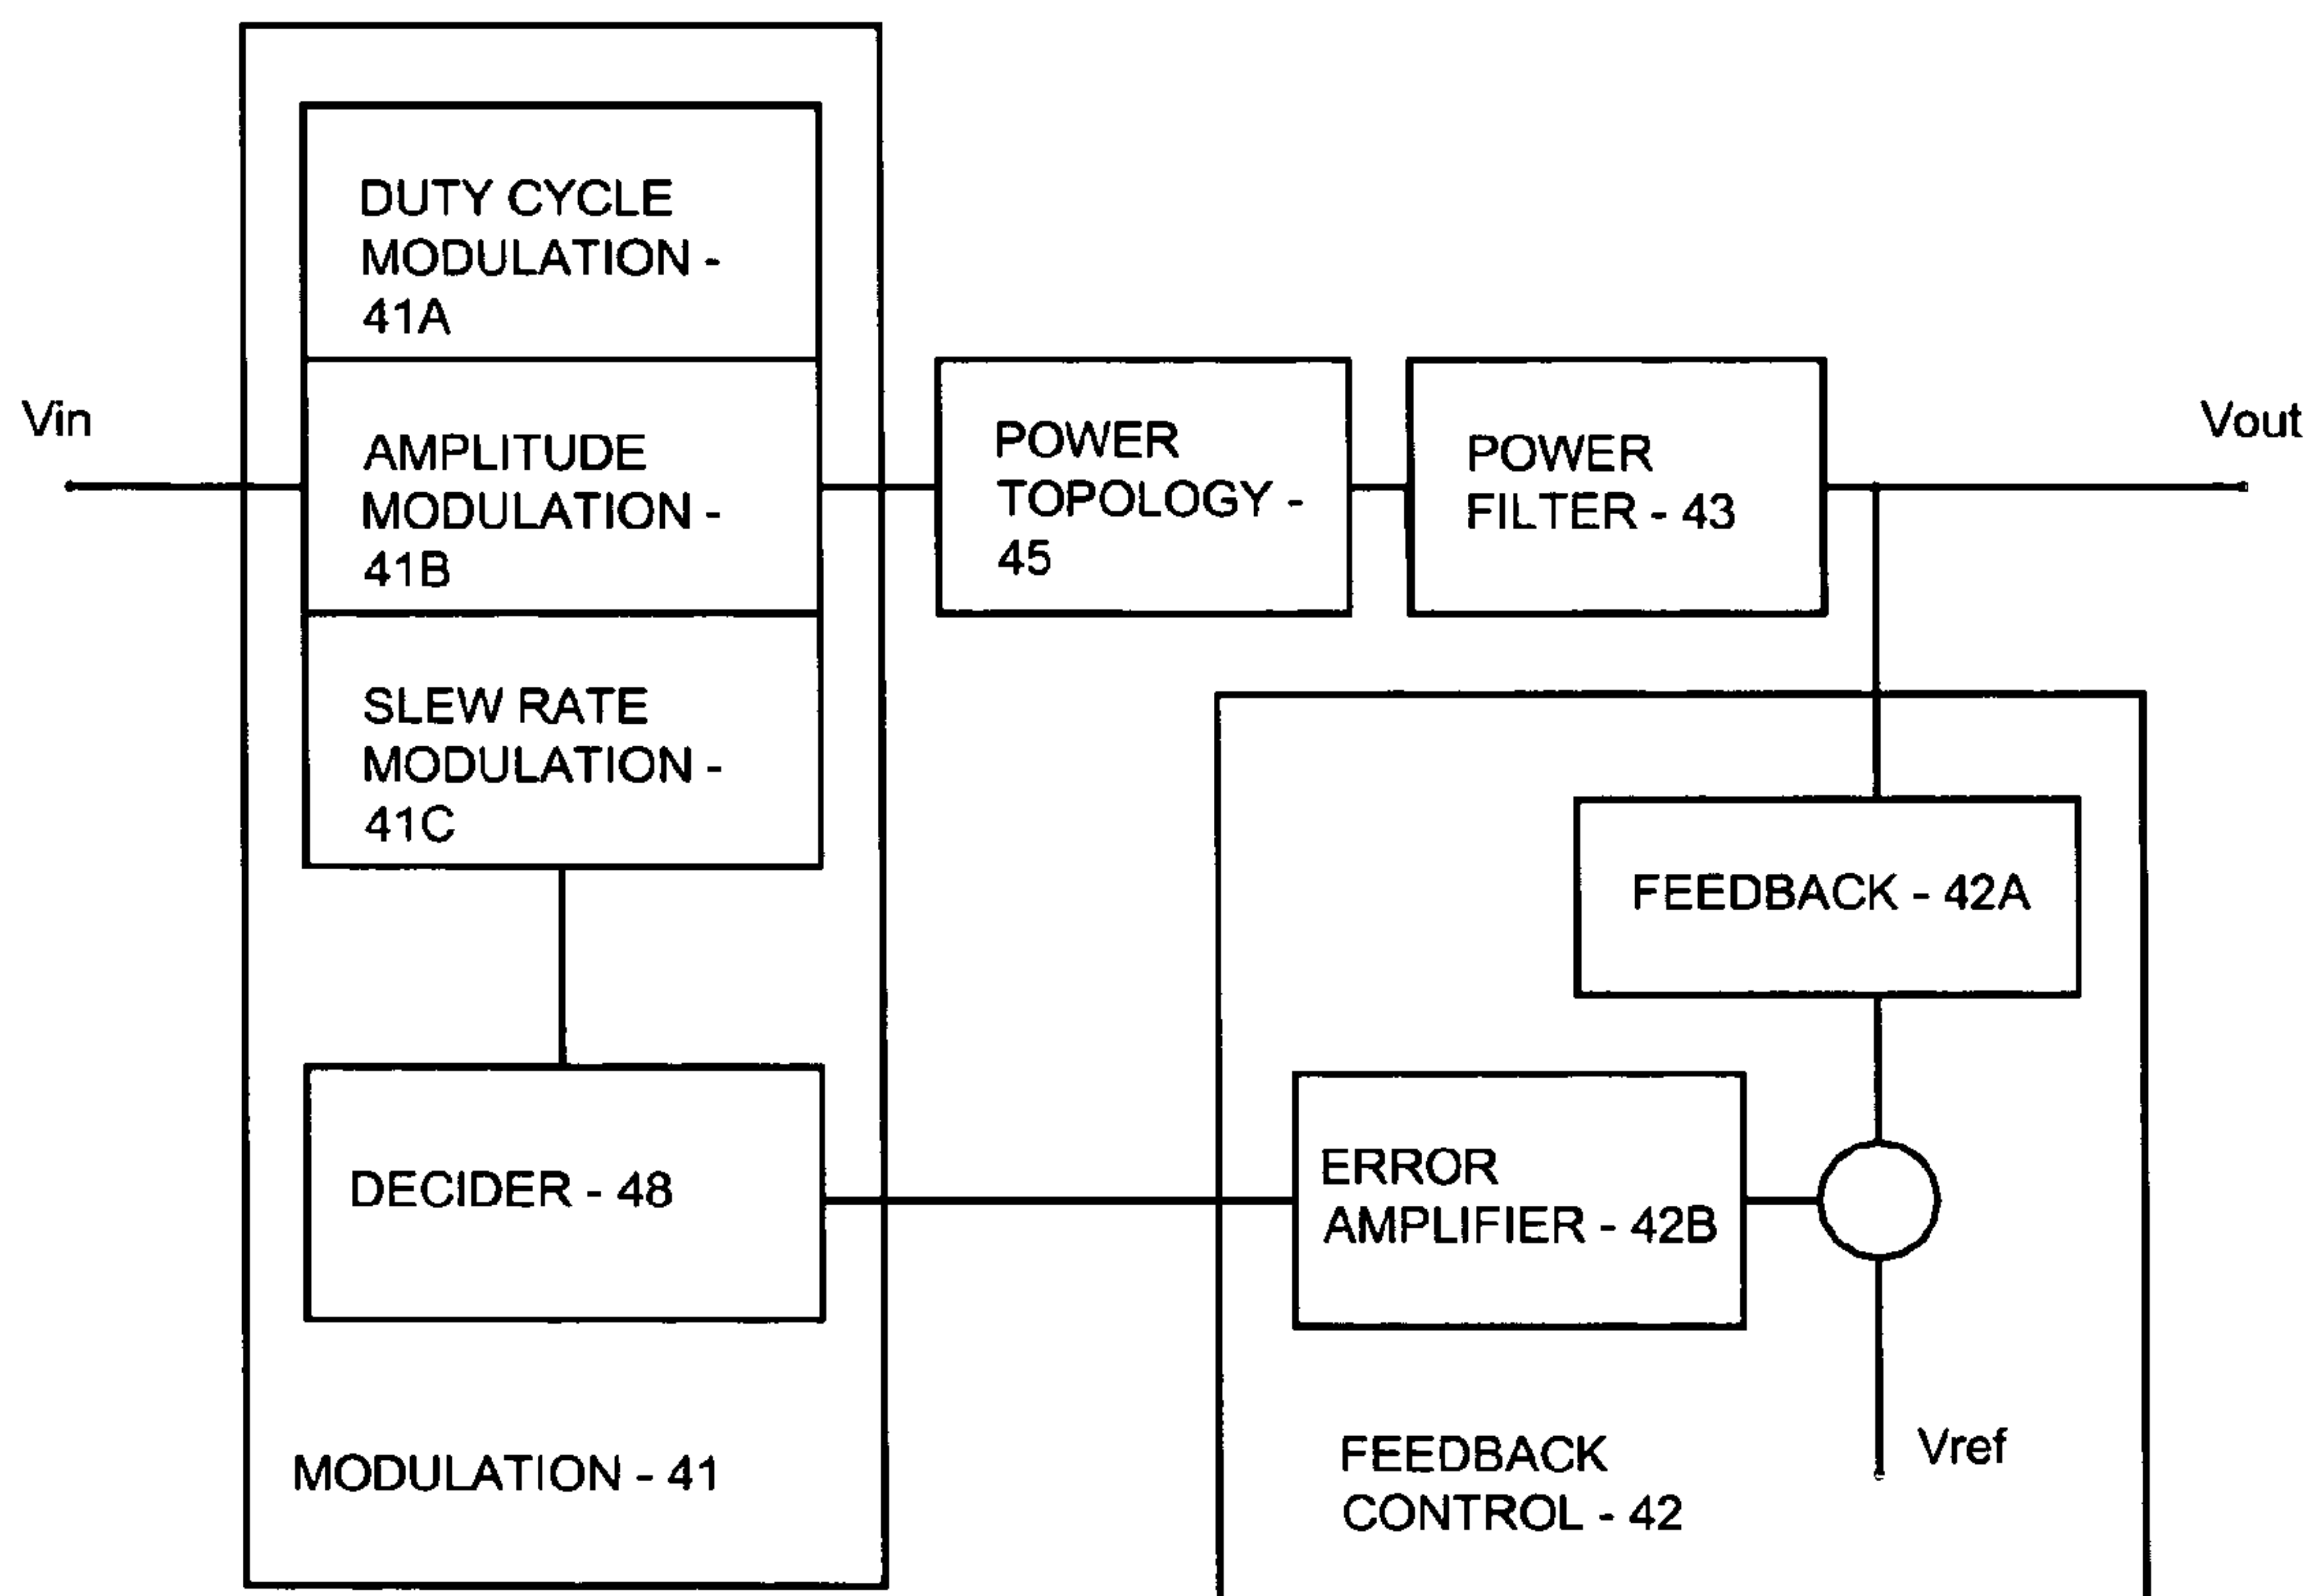 Vin
DUTY CYCLE
MODULATION -
41A
AMPLITUDE
MODULATION -
41B
SLEW RATE
MODULATION -
41C
DECIDER - 48
MODULATION - 41
POWER
TOPOLOGY -
45
POWER
FILTER - 43
Vout
FEEDBACK - 42A
ERROR
AMPLIFIER - 42B
Vref
FEEDBACK
CONTROL - 42